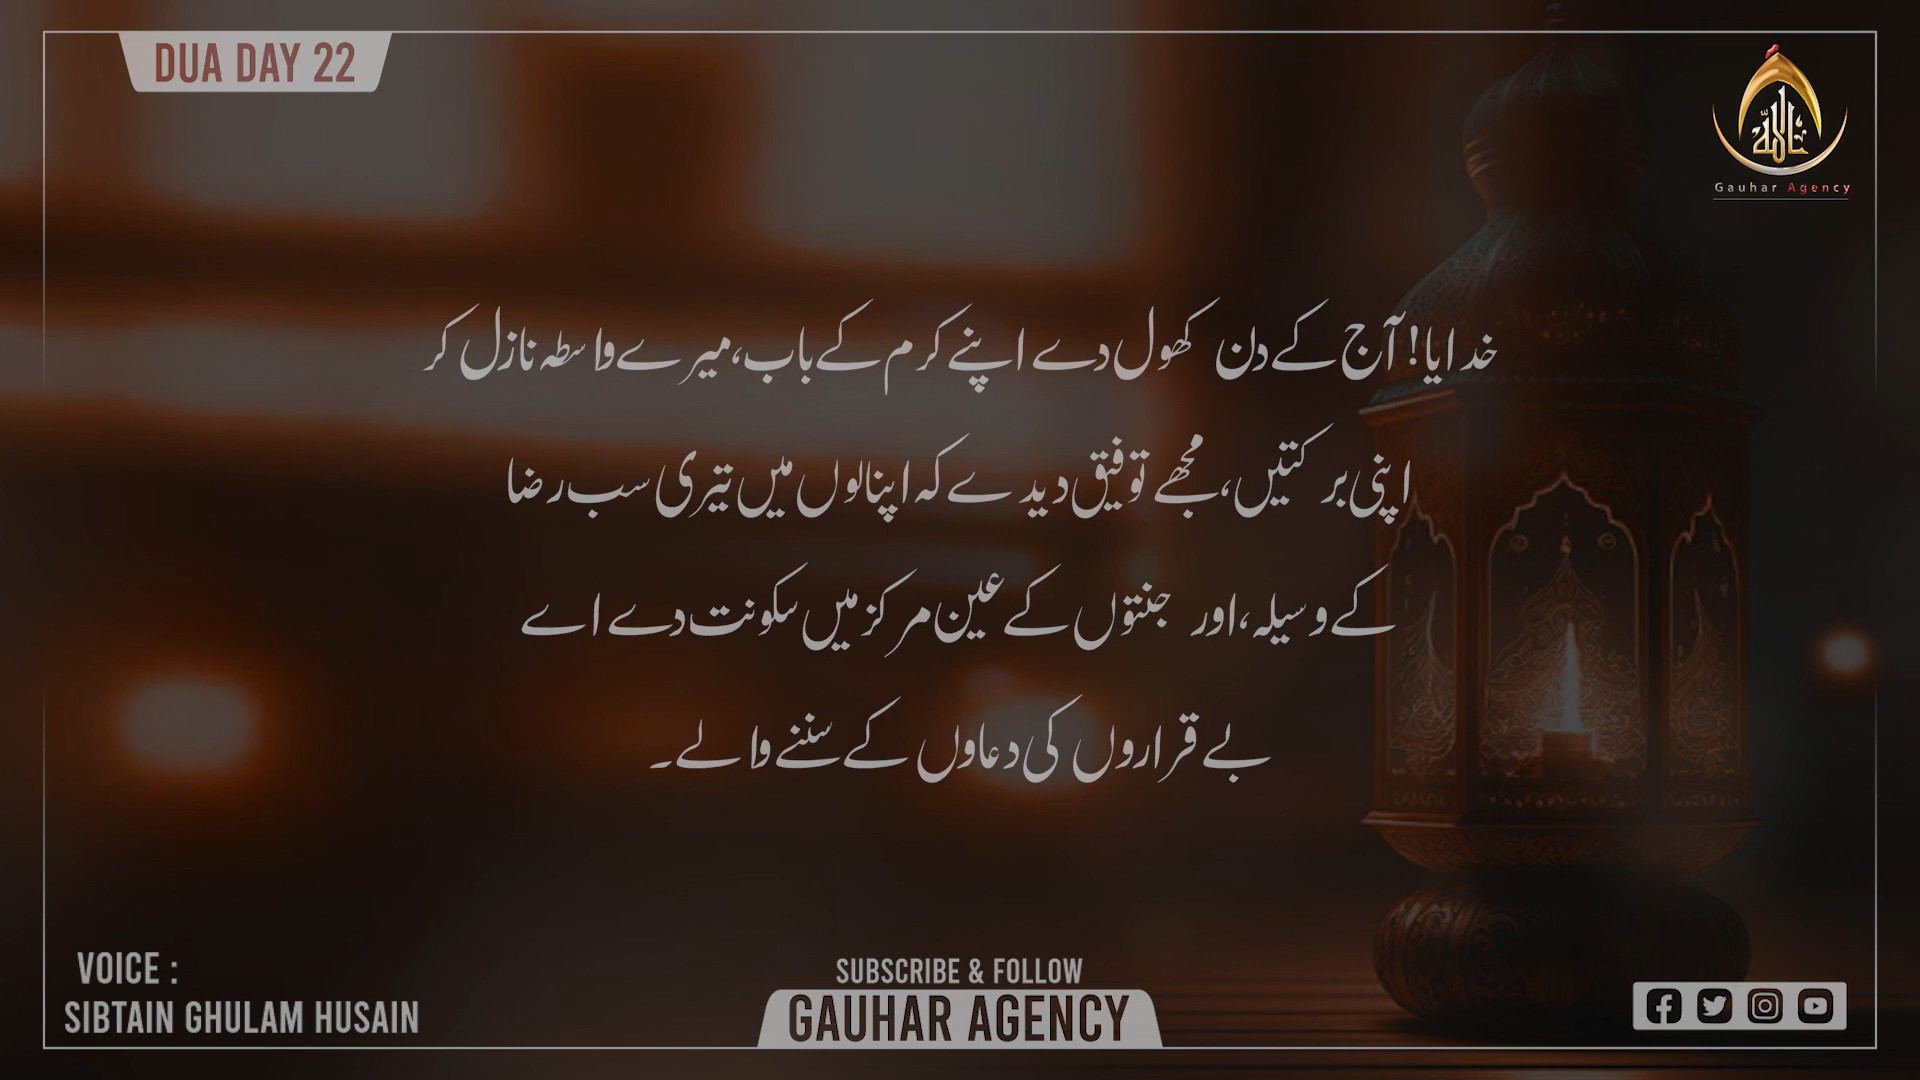 DUA DAY 22
Gauhar Agency
خدایا! آج کے دن کھول دے اپنے کرم کے باب، میرے واسطہ نازل کر
اپنی برکتیں، مجھے توفیق دیدے کہ اپنالوں میں تیری سب رضا
کے وسیلہ، اور جنتوں کے عین مرکز میں سکونت دے اے
بے قراروں کی دعاوں کے سننے والے۔
VOICE :
SIBTAIN GHULAM HUSAIN
SUBSCRIBE & FOLLOW
GAUHAR AGENCY